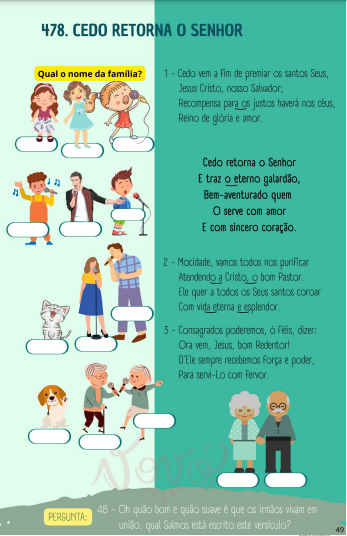 478. CEDO RETORNA O SENHOR
Qual o nome da família?
1 - Cedo vem a fim de premiar os santos Seus,
Jesus Cristo, nosso Salvador;
Recompensa para os justos haverá nos céus,
Reino de glória e amor.
Cedo retorna o Senhor
E traz o eterno galardão,
Bem-aventurado quem
O serve com amor
E com sincero coração.
2 - Mocidade, vamos todos nos purificar
Atendendo a Cristo, o bom Pastor.
Ele quer a todos os Seus santos coroar
Com vida eterna e esplendor.
3 - Consagrados poderemos, ó fiéis, dizer:
Ora vem, Jesus, bom Redentor!
D'Ele sempre recebemos força e poder,
Para servi-Lo com fervor.
PERGUNTA:
48 - Oh quão bom e quão suave é que os irmãos vivam em
união, qual Salmos está escrito este versículo?
49